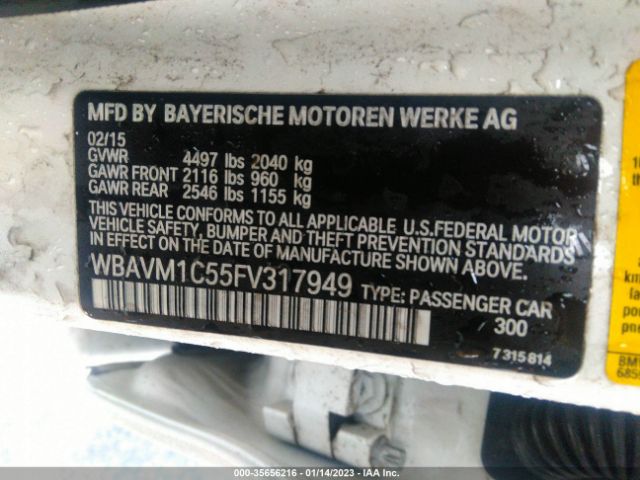 MFD BY BAYERISCHE MOTOREN WERKE AG
02/15
GVWR 4497 lbs 2040 kg
GAWR FRONT 2116 lbs 960 kg
GAWR REAR 2546 lbs 1155 kg
THIS VEHICLE CONFORMS TO ALL APPLICABLE U.S.FEDERAL MOTOR
VEHICLE SAFETY, BUMPER AND THEFT PREVENTION STANDARDS
IN EFFECT ON THE DATE OF MANUFACTURE SHOWN ABOVE.
WBAVM1C55FV317949 TYPE: PASSENGER CAR
300
7315814
000-35656216 - 01/14/2023 - IAA Inc.